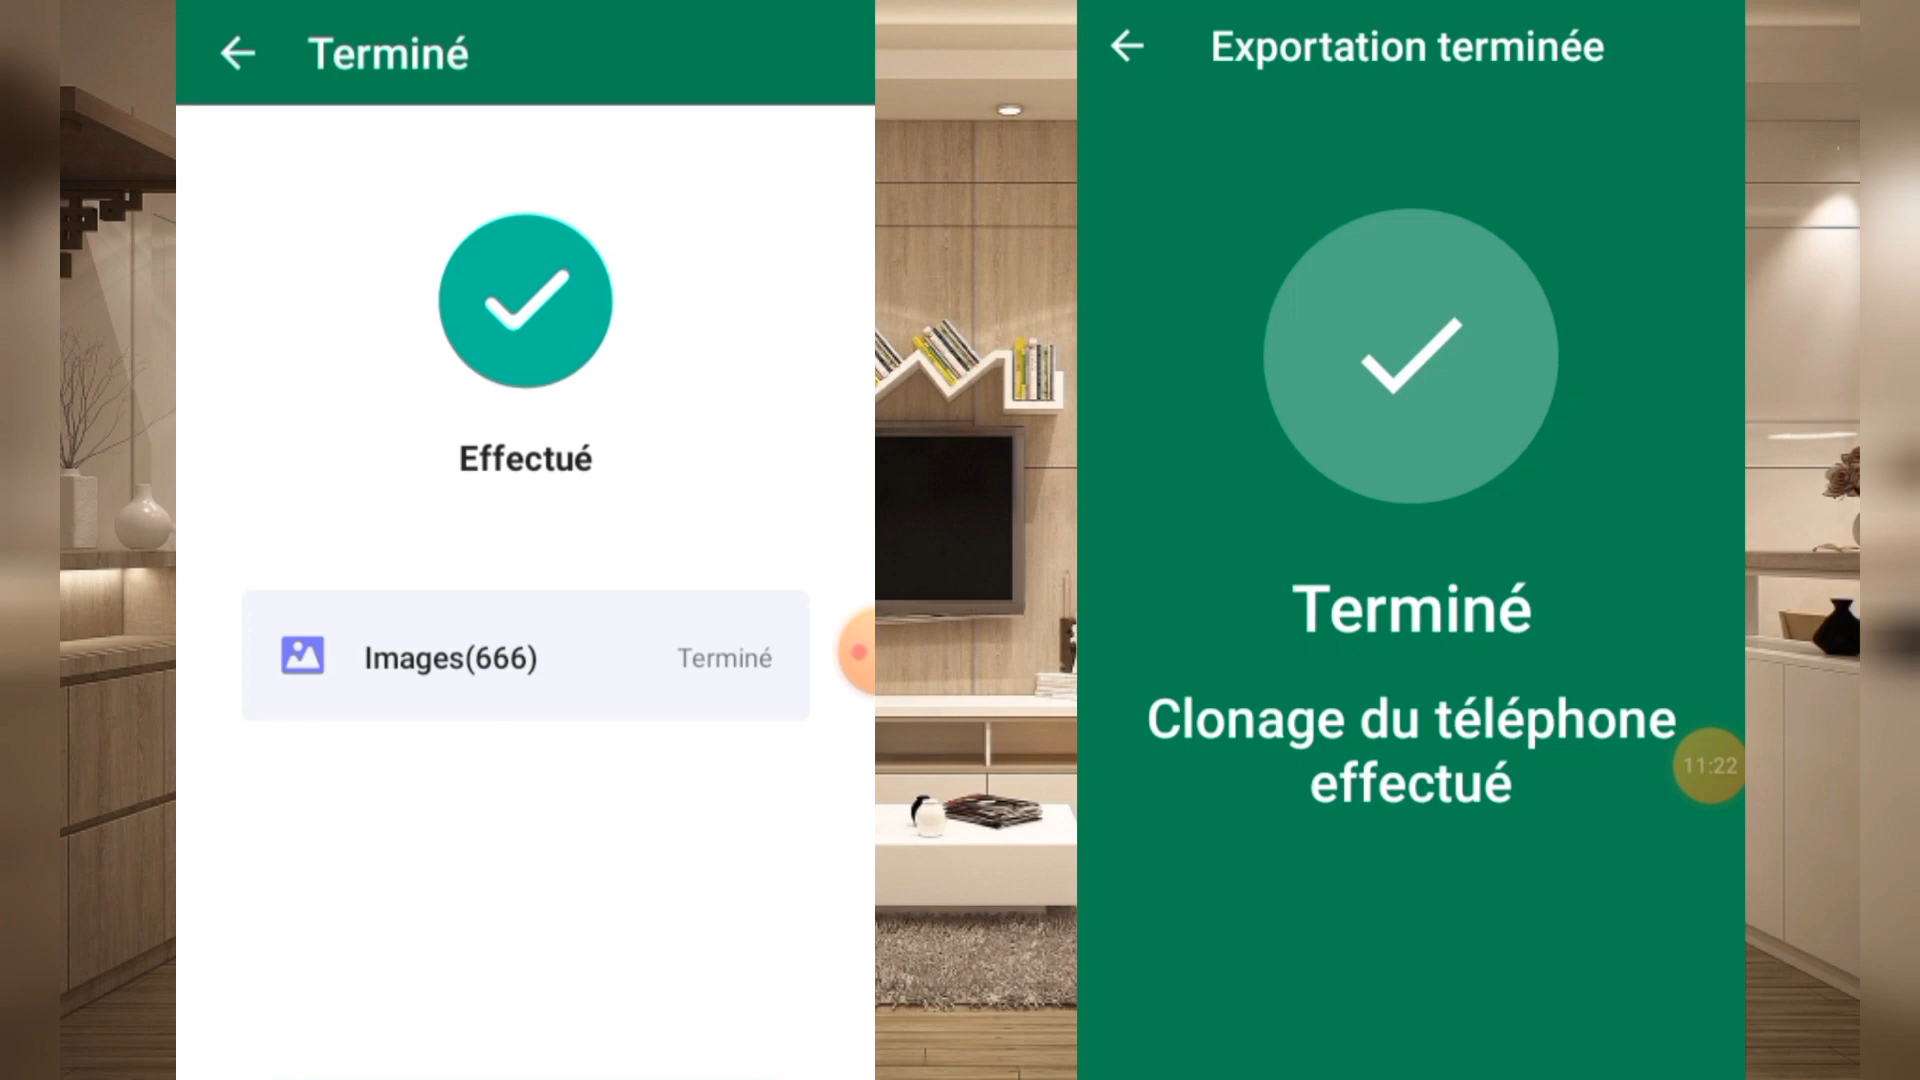 Terminé
Effectué
Images(666)
Terminé
Exportation terminée
Terminé
Clonage du téléphone
effectué
11:22